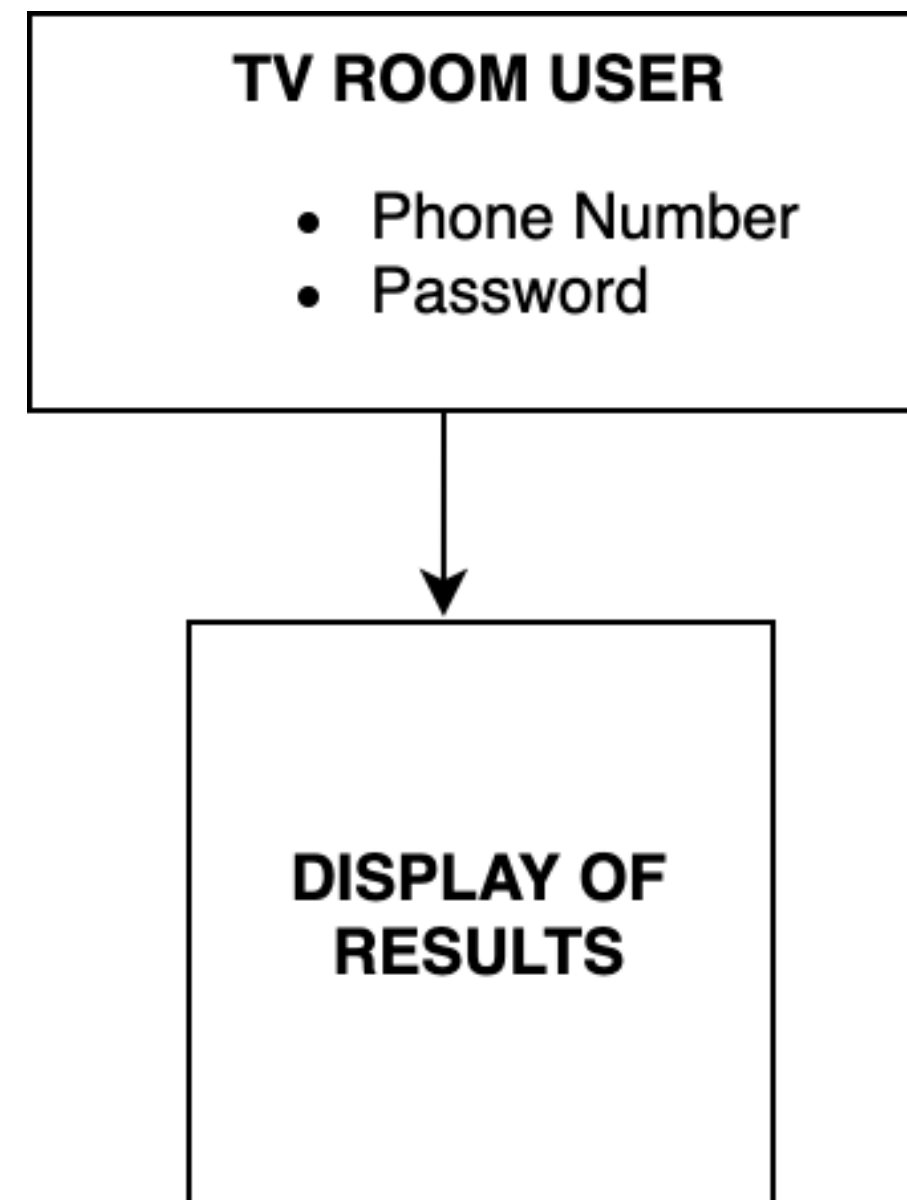 TV ROOM USER
• Phone Number
• Password
DISPLAY OF
RESULTS